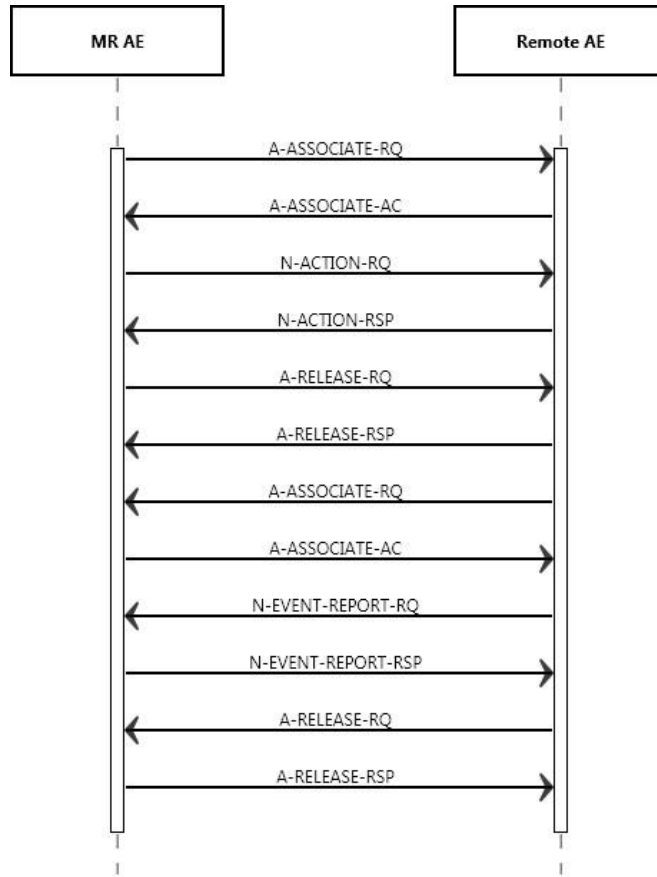 MR AE
Remote AE
A-ASSOCIATE-RQ
A-ASSOCIATE-AC
N-ACTION-RQ
N-ACTION-RSP
A-RELEASE-RQ
A-RELEASE-RSP
A-ASSOCIATE-RQ
A-ASSOCIATE-AC
N-EVENT-REPORT-RQ
N-EVENT-REPORT-RSP
A-RELEASE-RQ
A-RELEASE-RSP